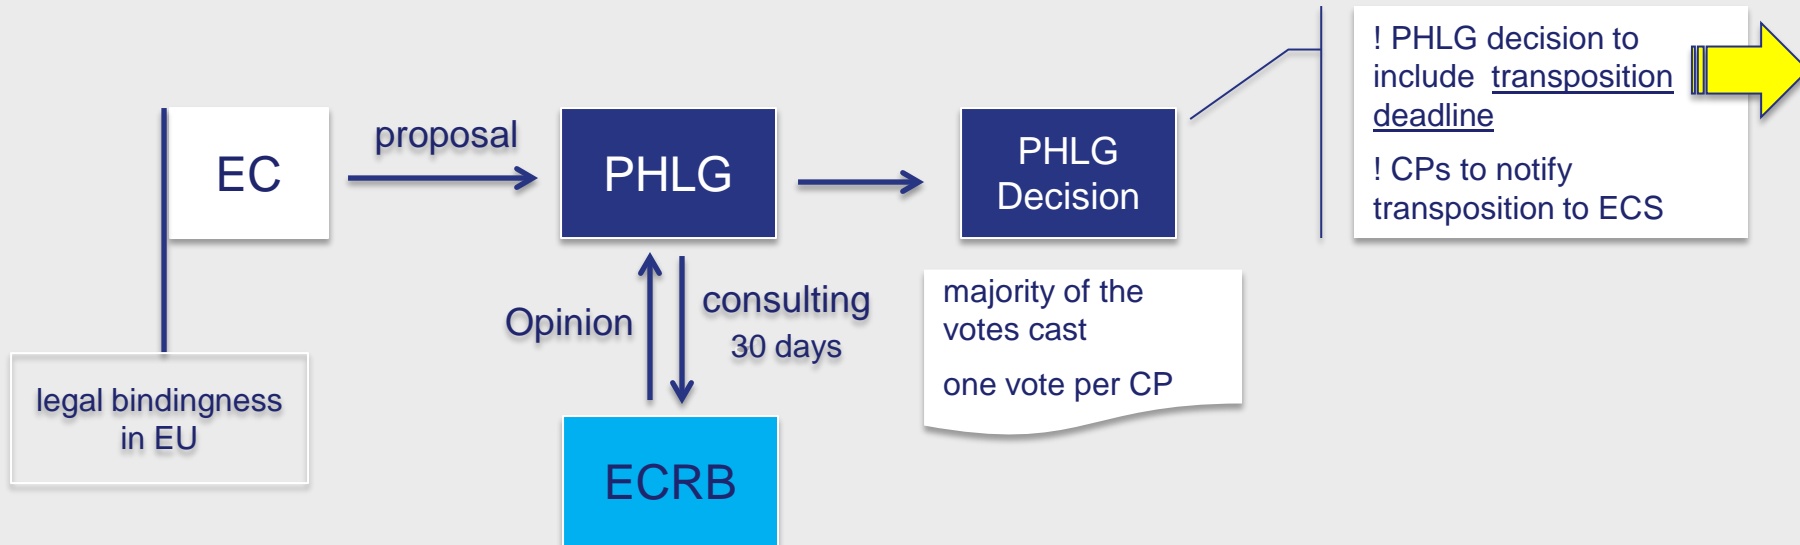 EC
proposal
PHLG
PHLG
Decision
! PHLG decision to
include transposition
deadline
! CPs to notify
transposition to ECS
legal bindingness
in EU
Opinion
consulting
30 days
majority of the
votes cast
one vote per CP
ECRB